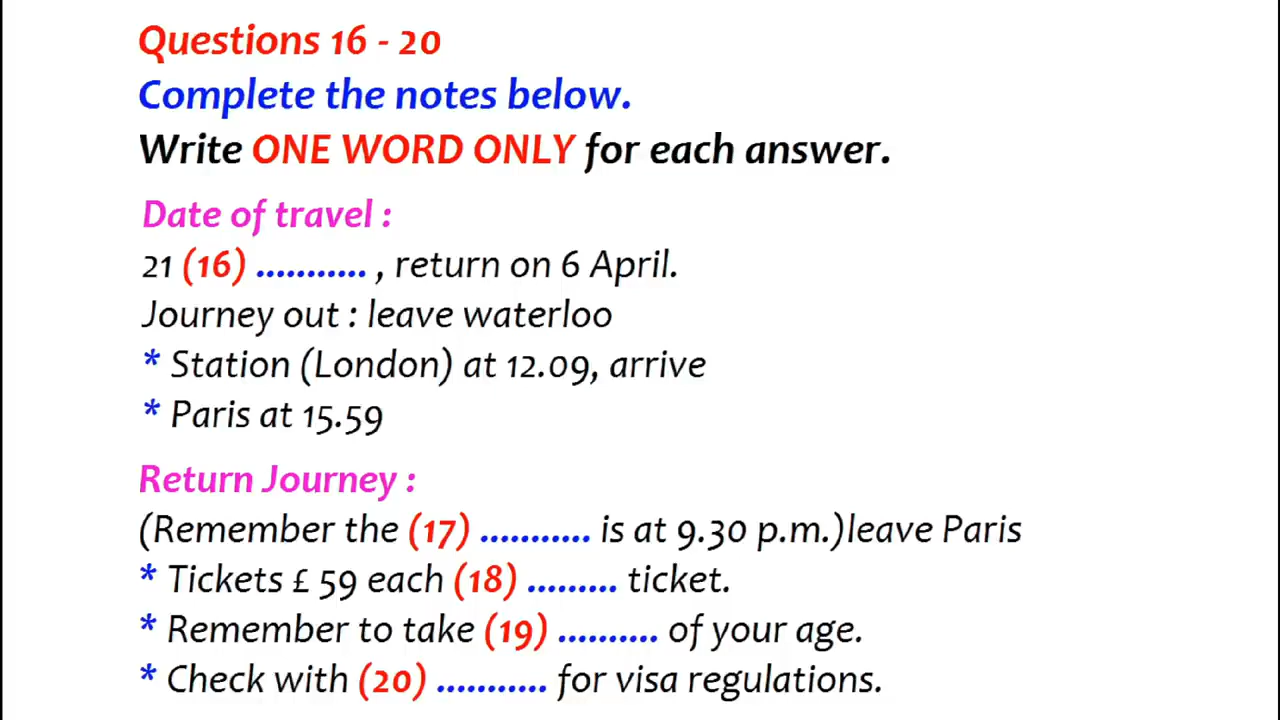 Questions 16 - 20
Complete the notes below.
Write ONE WORD ONLY for each answer.
Date of travel :
21 (16) ........... , return on 6 April.
Journey out : leave waterloo
* Station (London) at 12.09, arrive
* Paris at 15.59
Return Journey :
(Remember the (17) ........... is at 9.30 p.m.)leave Paris
* Tickets £ 59 each (18) ......... ticket.
* Remember to take (19) .......... of your age.
* Check with (20) ........... for visa regulations.